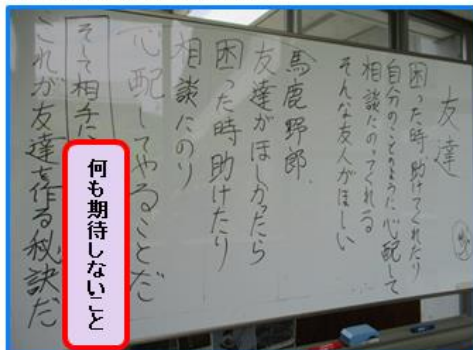 友達
困った時助けてくれたり
自分のことのように心配して
相談にのってくれる
そんな友人がほしい
馬鹿野郎、
友達がほしかったら
困った時助けたり
相談にのり
心配してやることだ
そして相手に
何も期待しないこと
これが友達を作る秘訣だ